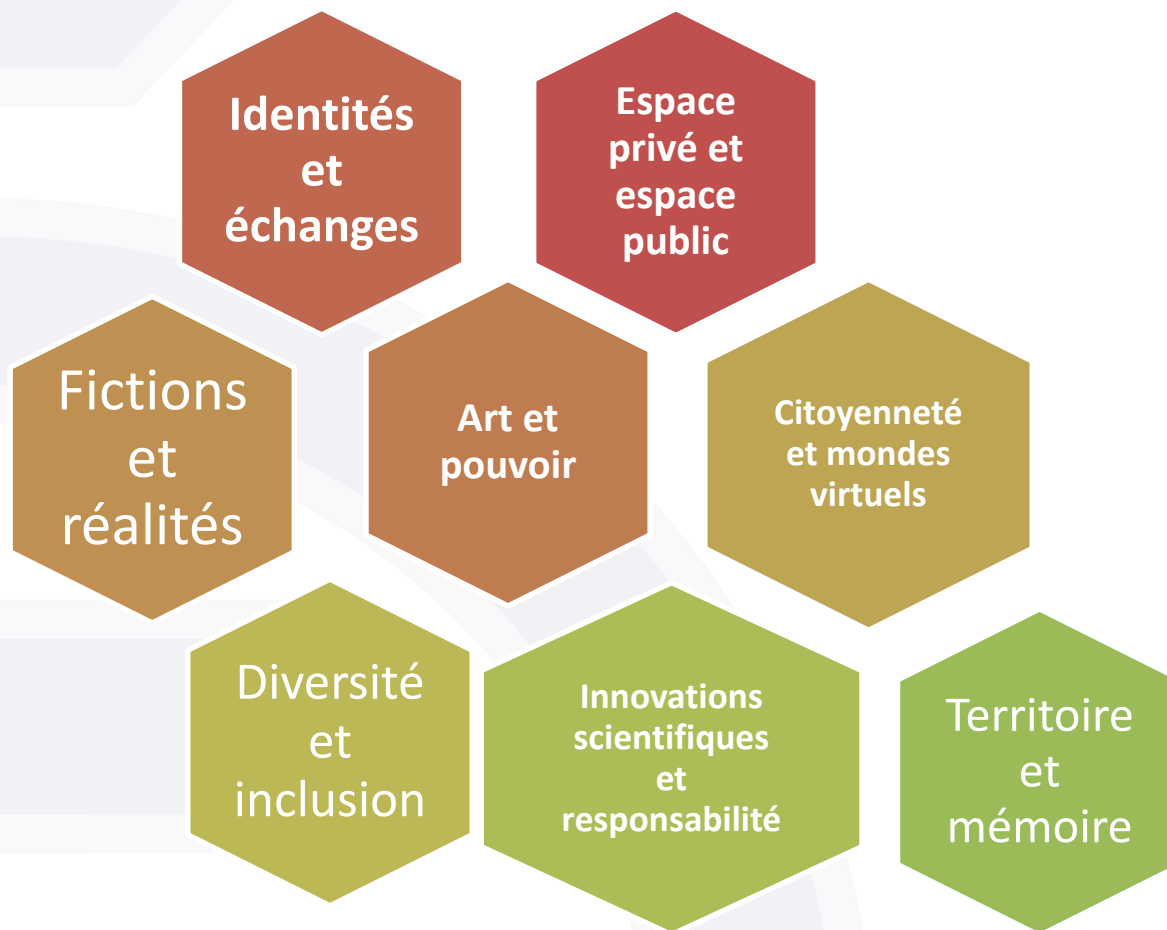 Identités
et
échanges
Espace
privé et
espace
public
Fictions
et
réalités
Art et
pouvoir
Citoyenneté
et mondes
virtuels
Diversité
et
inclusion
Innovations
scientifiques
et
responsabilité
Territoire
et
mémoire